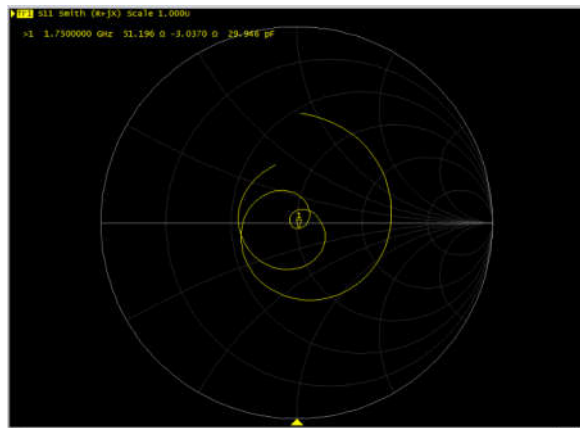 Tr1 S11 Smith (R+jX) Scale 1.000U
>1 1.7500000 GHz 51.196 Ω -3.0370 Ω 29.946 pF